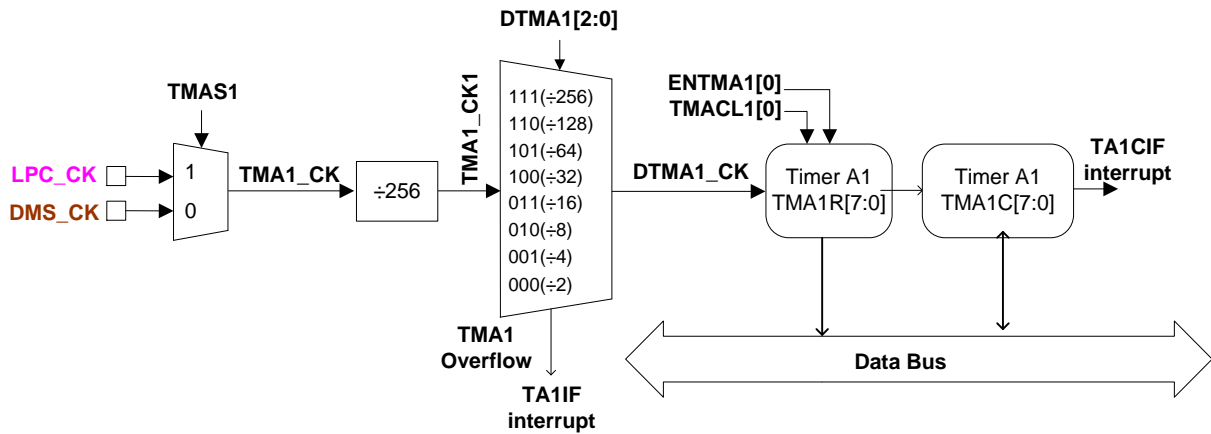 DTMA1[2:0]
TMAS1
LPC_CK
DMS_CK
1
0
TMA1_CK
÷256
TMA1_CK1
111(÷256)
110(÷128)
101(÷64)
100(÷32)
011(÷16)
010(÷8)
001(÷4)
000(÷2)
TMA1
Overflow
TA1IF
interrupt
DTMA1_CK
ENTMA1[0]
TMACL1[0]
Timer A1
TMA1R[7:0]
Timer A1
TMA1C[7:0]
TA1CIF
interrupt
Data Bus